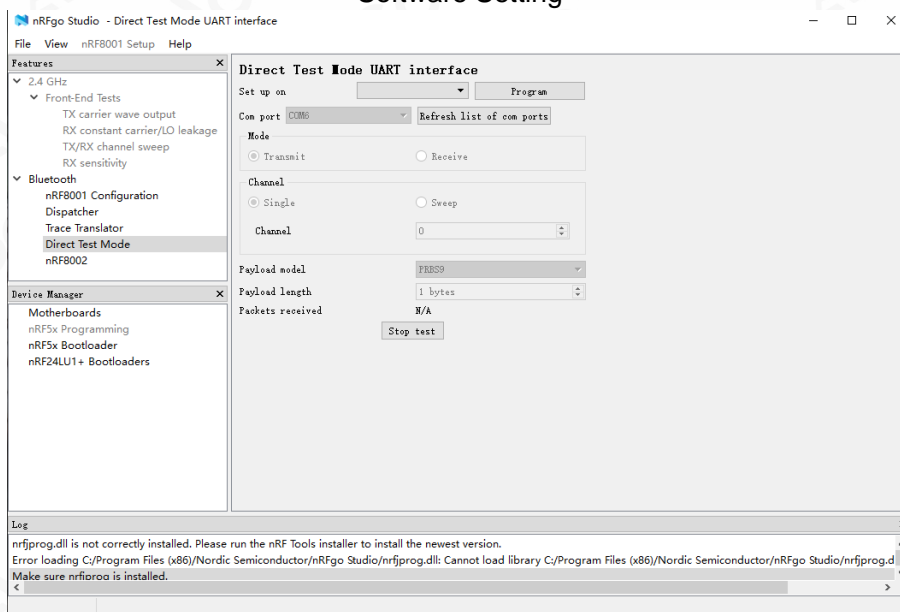 Software Setting
nRFgo Studio - Direct Test Mode UART interface
File View nRF8001 Setup Help
Features
2.4 GHz
Front-End Tests
TX carrier wave output
RX constant carrier/LO leakage
TX/RX channel sweep
RX sensitivity
Bluetooth
nRF8001 Configuration
Dispatcher
Trace Translator
Direct Test Mode
nRF8002
Device Manager
Motherboards
nRF5x Programming
nRF5x Bootloader
nRF24LU1+ Bootloaders
Direct Test Mode UART interface
Set up on Program
Com port COM6 Refresh list of com ports
Mode
Transmit Receive
Channel
Single Sweep
Channel 0
Payload model PRBS9
Payload length 1 bytes
Packets received N/A
Stop test
Log
nrfjprog.dll is not correctly installed. Please run the nRF Tools installer to install the newest version.
Error loading C:/Program Files (x86)/Nordic Semiconductor/nRFgo Studio/nrfjprog.dll: Cannot load library C:/Program Files (x86)/Nordic Semiconductor/nRFgo Studio/nrfjprog.d
Make sure nrfjprog is installed.